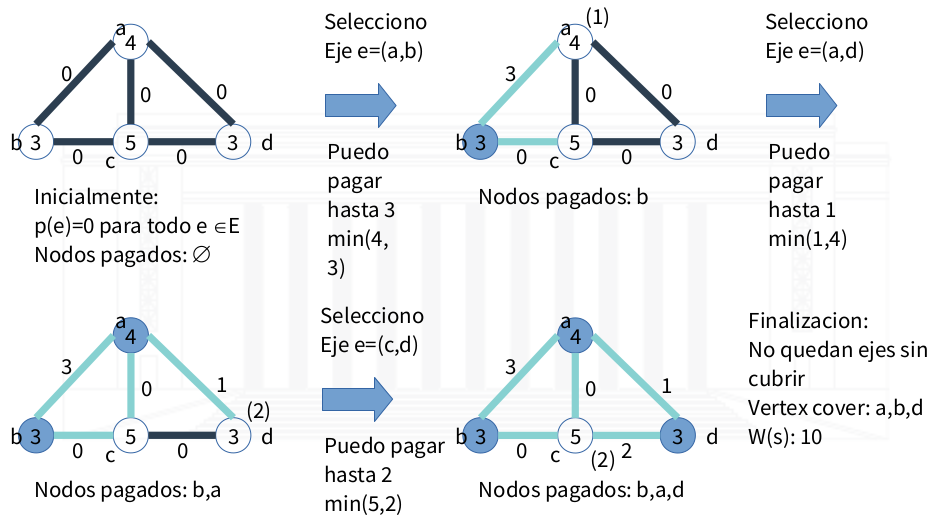 a
4
0
0
0
b 3
5
3 d
0
c
0
Inicialmente:
p(e)=0 para todo e ∈E
Nodos pagados: ∅
Selecciono
Eje e=(a,b)
Puedo
pagar
hasta 3
min(4,
3)
a (1)
4
3
0
0
b 3
5
3 d
0
c
0
Nodos pagados: b
Selecciono
Eje e=(a,d)
Puedo
pagar
hasta 1
min(1,4)
a
4
3
0
1
(2)
b 3
5
3 d
0
c
0
Nodos pagados: b,a
Selecciono
Eje e=(c,d)
Puedo pagar
hasta 2
min(5,2)
a
4
3
0
1
b 3
5
3 d
0
c
(2) 2
Nodos pagados: b,a,d
Finalizacion:
No quedan ejes sin
cubrir
Vertex cover: a,b,d
W(s): 10